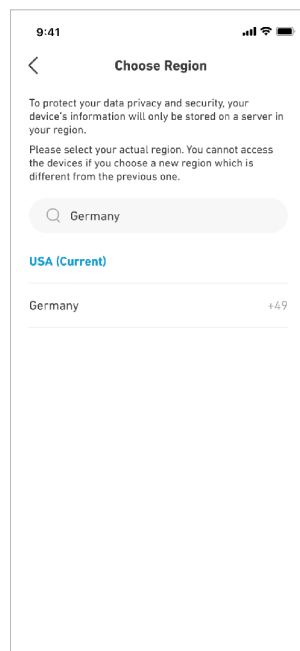 9:41
Choose Region
To protect your data privacy and security, your
device's information will only be stored on a server in
your region.
Please select your actual region. You cannot access
the devices if you choose a new region which is
different from the previous one.
Germany
USA (Current)
Germany +49